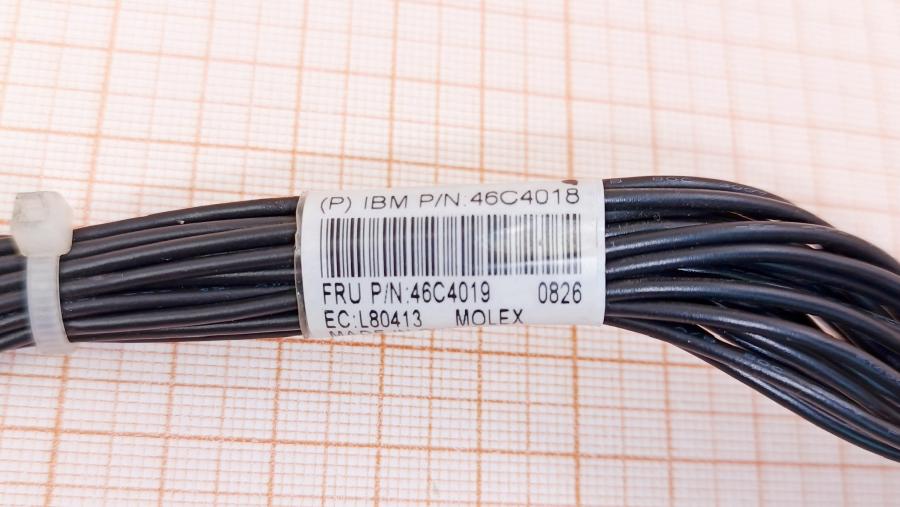 (P) IBM P/N:46C4018
FRU P/N:46C4019 0826
EC:L80413 MOLEX